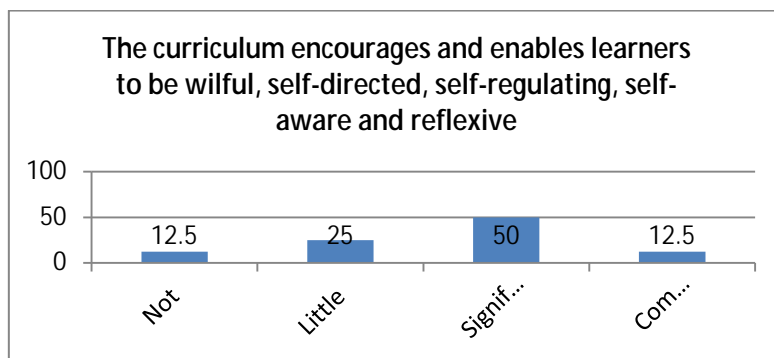 The curriculum encourages and enables learners
to be wilful, self-directed, self-regulating, self-
aware and reflexive
100
50
0
12.5
25
50
12.5
Not
Little
Signif...
Com...